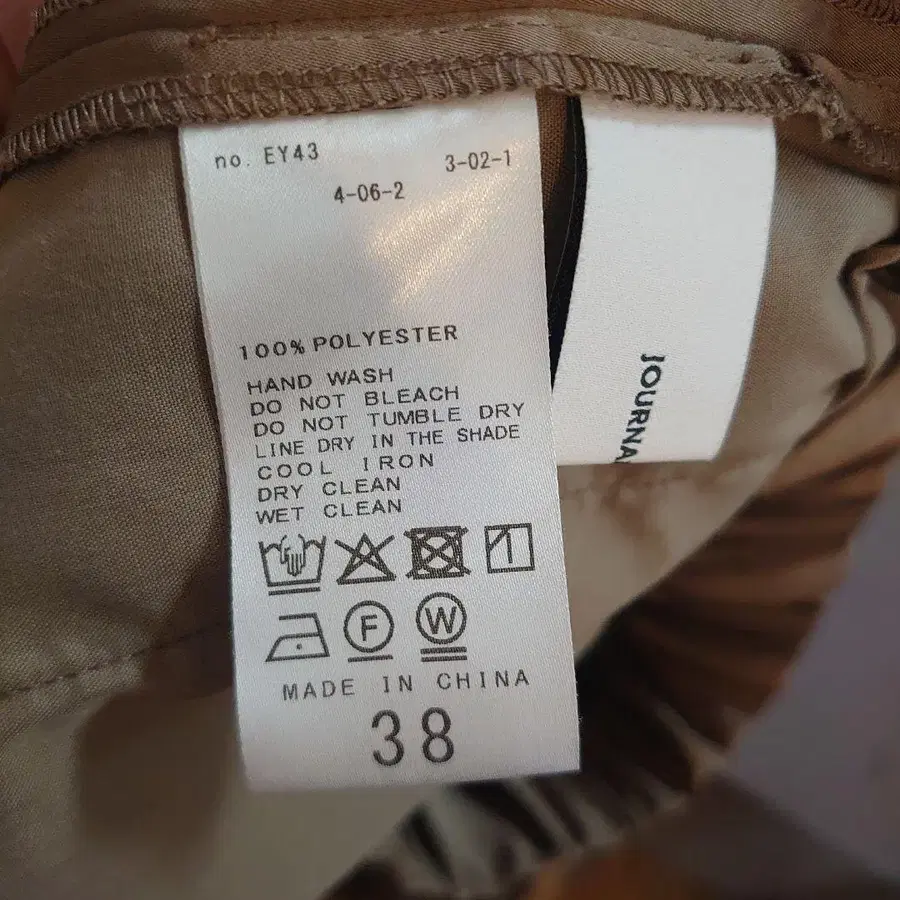 no. EY43
3-02-1
4-06-2
100% POLYESTER
HAND WASH
DO NOT BLEACH
DO NOT TUMBLE DRY
LINE DRY IN THE SHADE
COOL IRON
DRY CLEAN
WET CLEAN
F W
MADE IN CHINA
38
JOURNA